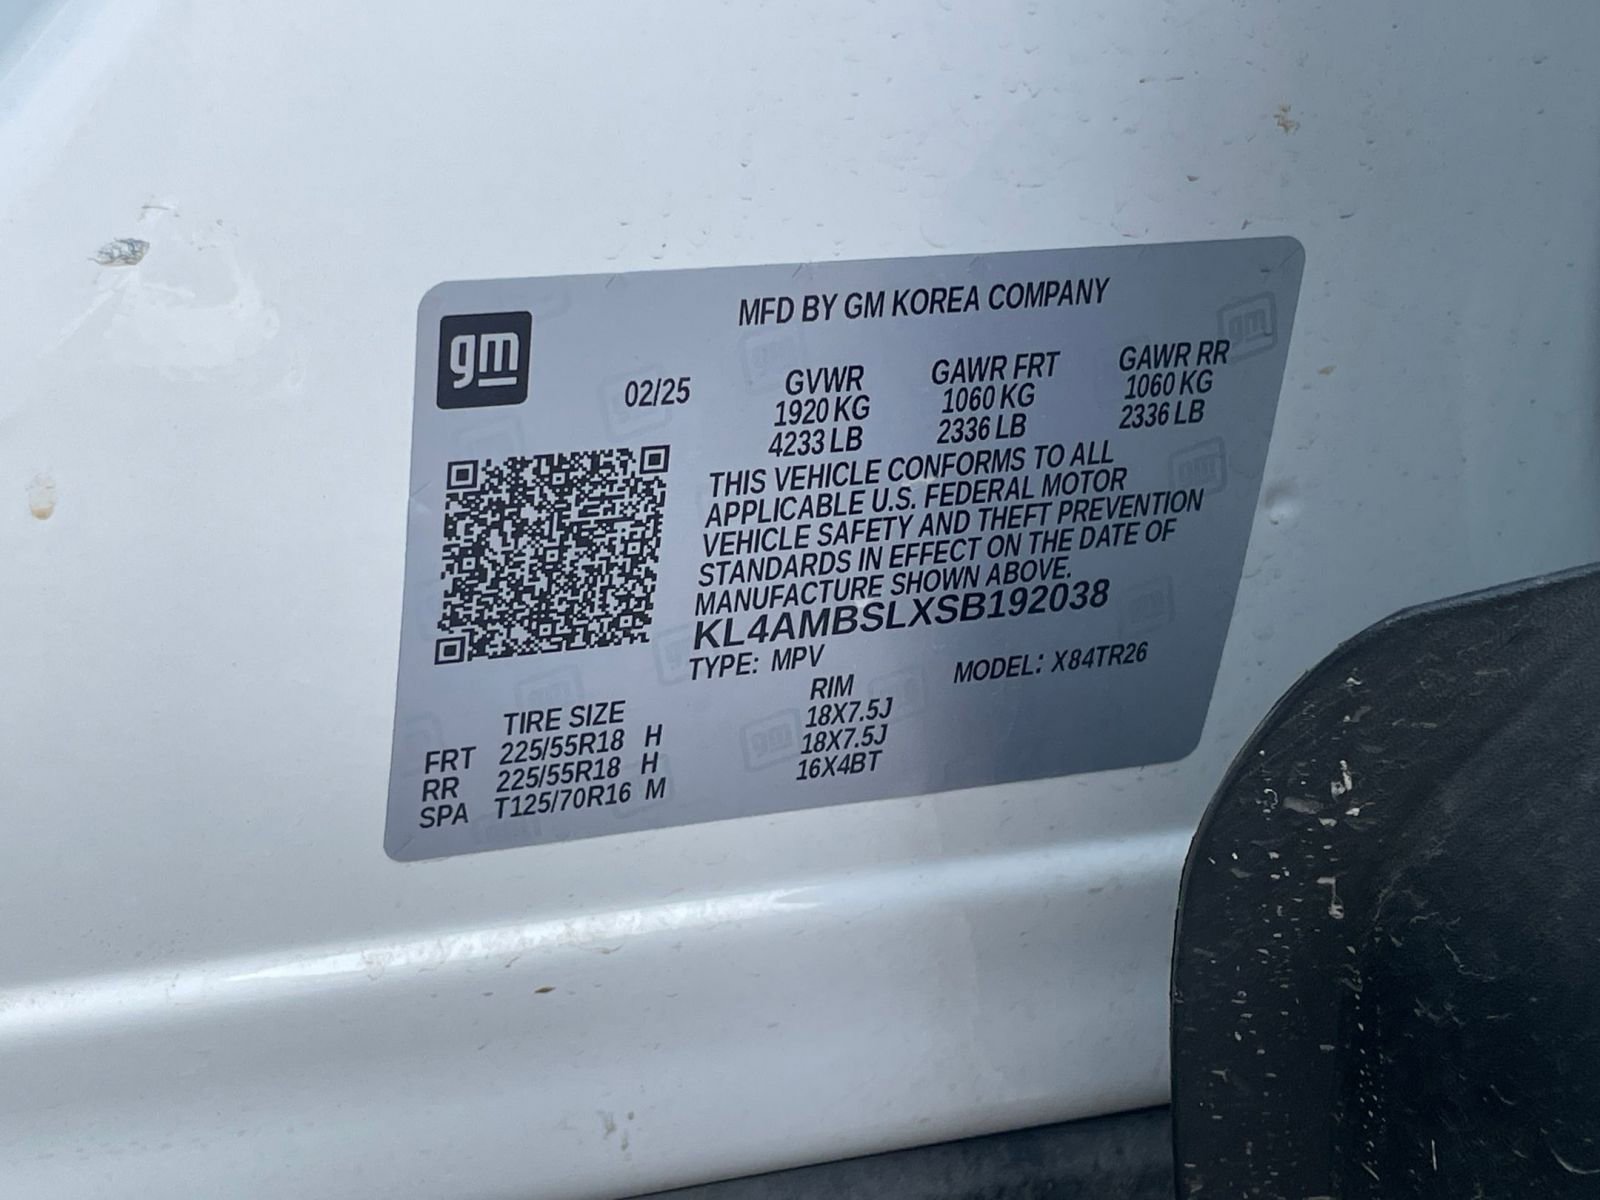 gm
MFD BY GM KOREA COMPANY
02/25
GVWR
1920 KG
4233 LB
GAWR FRT
1060 KG
2336 LB
GAWR RR
1060 KG
2336 LB
THIS VEHICLE CONFORMS TO ALL
APPLICABLE U.S. FEDERAL MOTOR
VEHICLE SAFETY AND THEFT PREVENTION
STANDARDS IN EFFECT ON THE DATE OF
MANUFACTURE SHOWN ABOVE.
KL4AMBSLXSB192038
TYPE: MPV
MODEL: X84TR26
TIRE SIZE RIM
FRT 225/55R18 H 18X7.5J
RR 225/55R18 H 18X7.5J
SPA T125/70R16 M 16X4BT